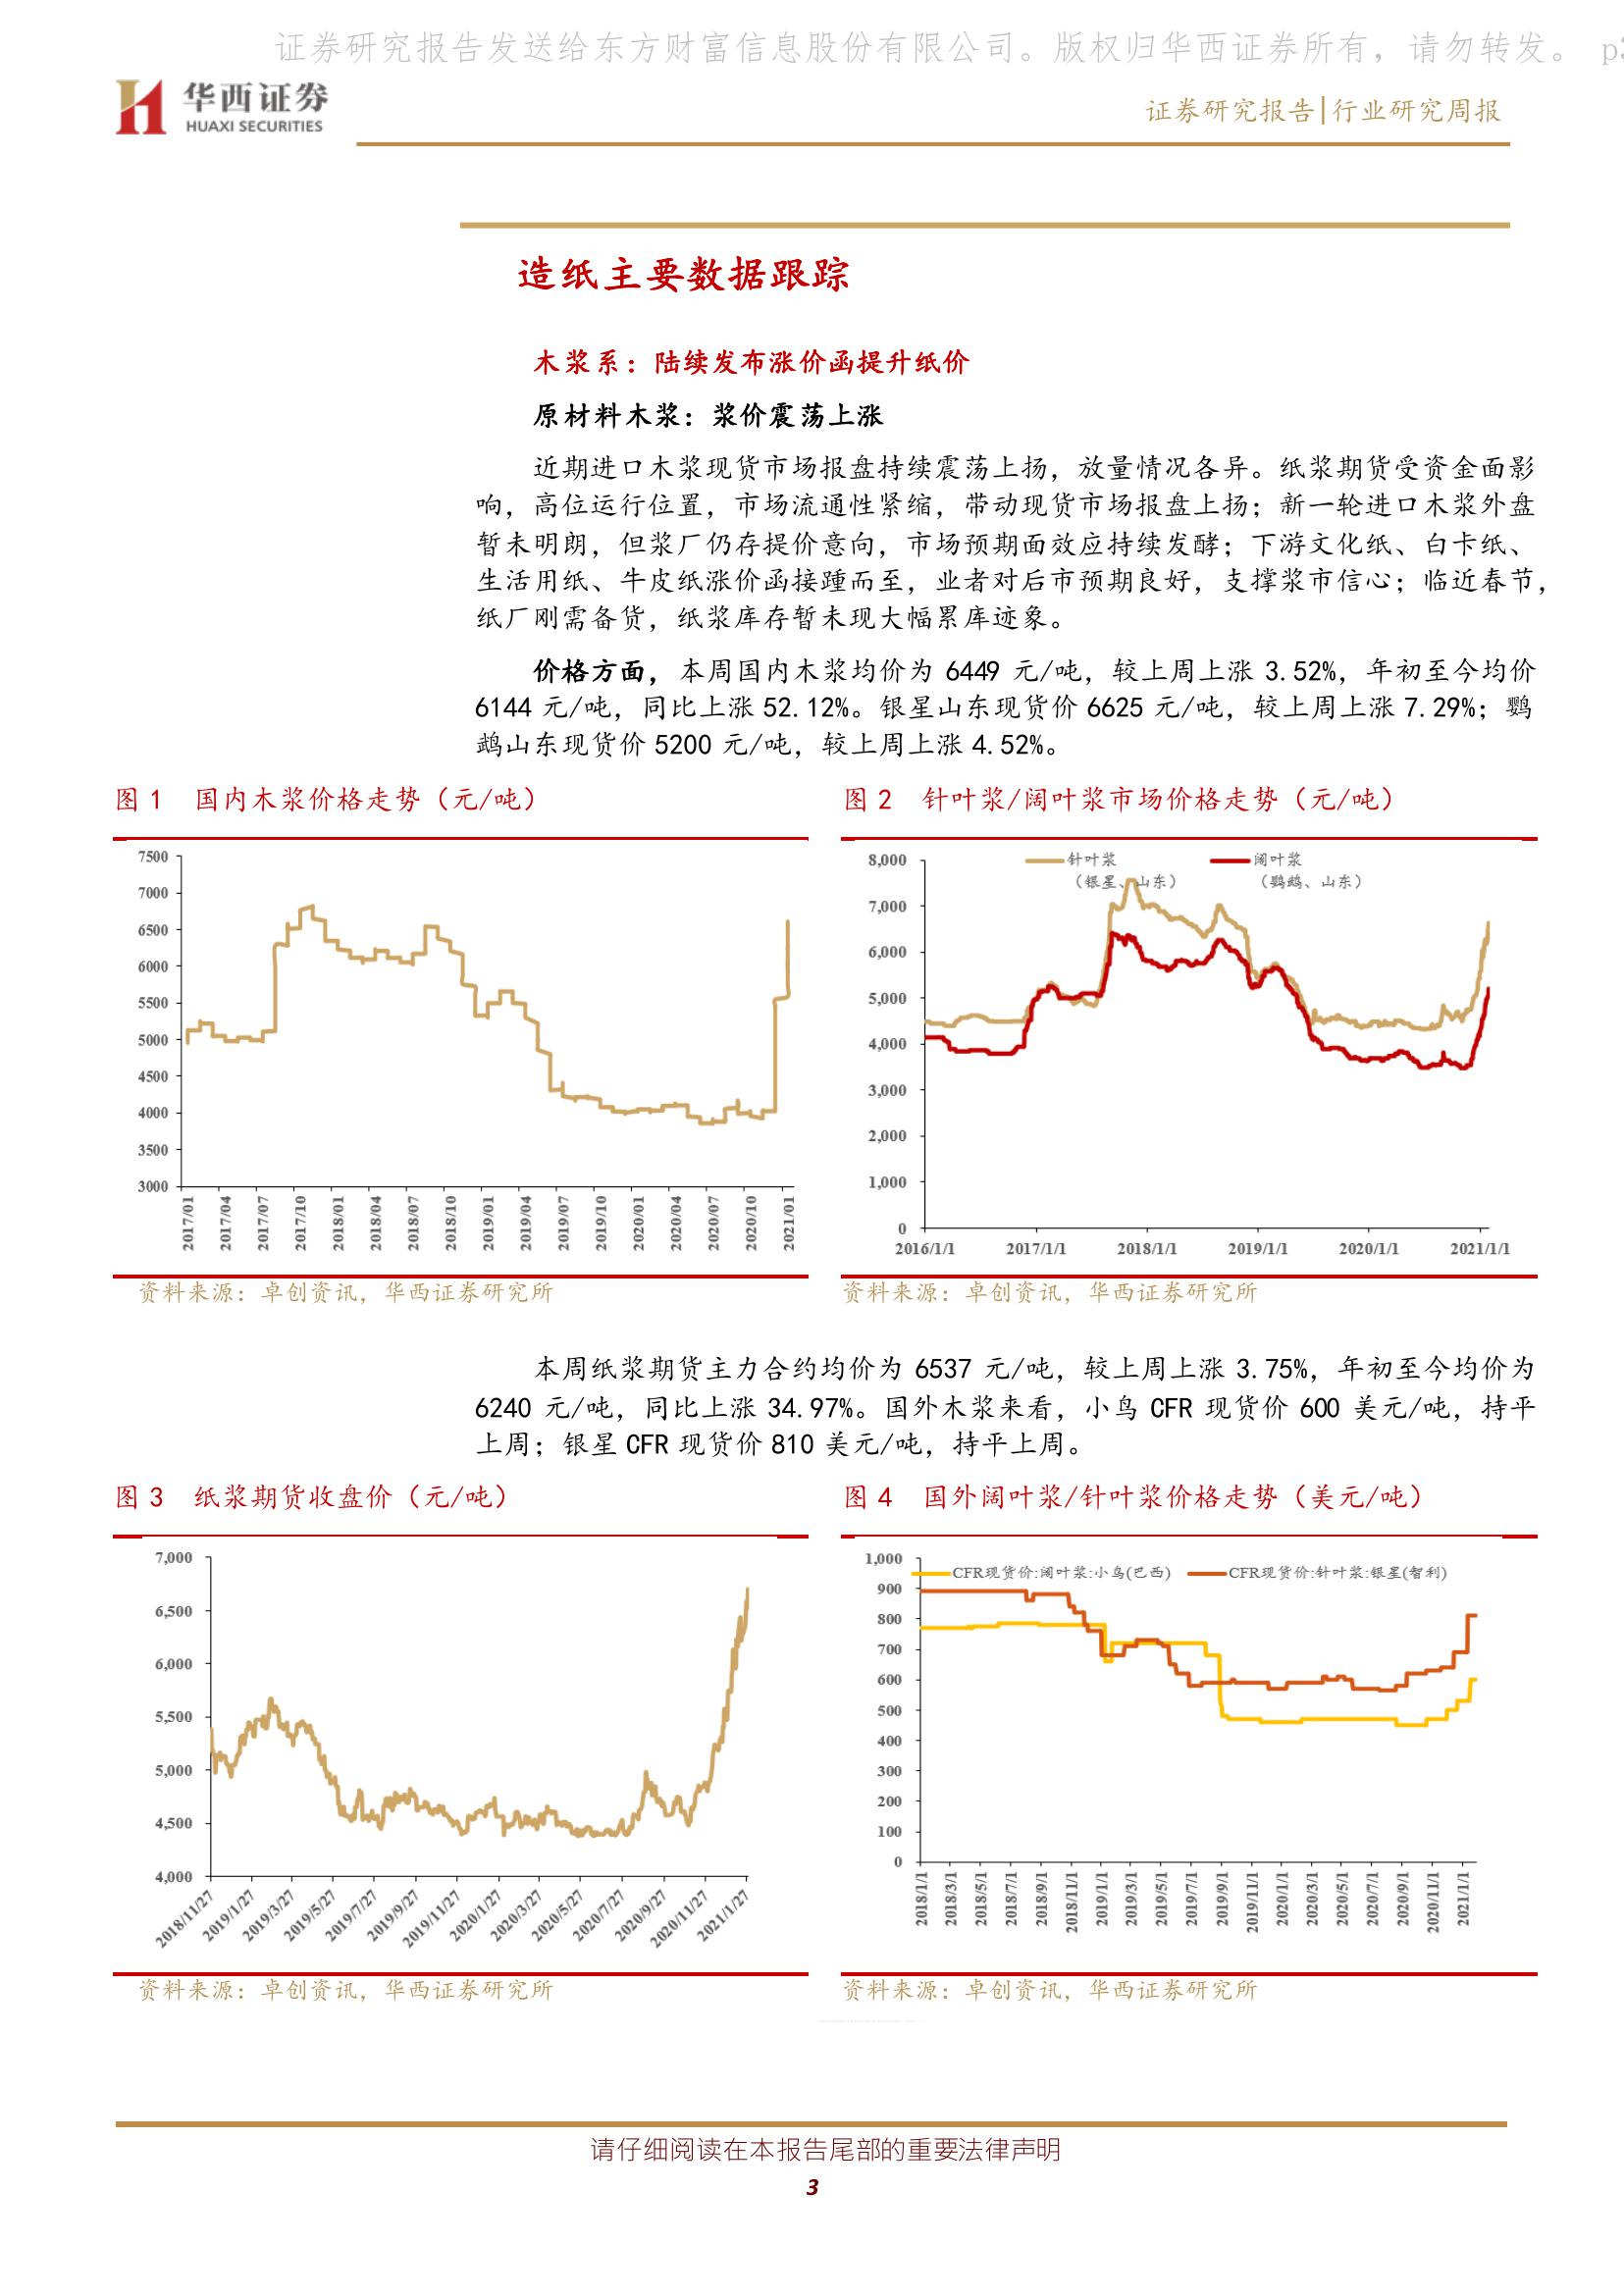 证券研究报告发送给东方财富信息股份有限公司。版权归华西证券所有，请勿转发。 p3
华西证券
HUAXI SECURITIES
证券研究报告|行业研究周报
造纸主要数据跟踪
木浆系：陆续发布涨价函提升纸价
原材料木浆：浆价震荡上涨
近期进口木浆现货市场报盘持续震荡上扬，放量情况各异。纸浆期货受资金面影
响，高位运行位置，市场流通性紧缩，带动现货市场报盘上扬；新一轮进口木浆外盘
暂未明朗，但浆厂仍存提价意向，市场预期面效应持续发酵；下游文化纸、白卡纸、
生活用纸、牛皮纸涨价函接踵而至，业者对后市预期良好，支撑浆市信心；临近春节，
纸厂刚需备货，纸浆库存暂未现大幅累库迹象。
价格方面，本周国内木浆均价为 6449 元/吨，较上周上涨 3.52%，年初至今均价
6144 元/吨，同比上涨 52.12%。银星山东现货价 6625 元/吨，较上周上涨 7.29%；鹦
鹉山东现货价 5200 元/吨，较上周上涨 4.52%。
图 1 国内木浆价格走势（元/吨）
7500
7000
6500
6000
5500
5000
4500
4000
3500
3000
2017/01
2017/04
2017/07
2017/10
2018/01
2018/04
2018/07
2018/10
2019/01
2019/04
2019/07
2019/10
2020/01
2020/04
2020/07
2020/10
2021/01
资料来源：卓创资讯，华西证券研究所
图 2 针叶浆/阔叶浆市场价格走势（元/吨）
针叶浆
（银星、山东）
阔叶浆
（鹦鹉、山东）
8,000
7,000
6,000
5,000
4,000
3,000
2,000
1,000
0
2016/1/1 2017/1/1 2018/1/1 2019/1/1 2020/1/1 2021/1/1
资料来源：卓创资讯，华西证券研究所
本周纸浆期货主力合约均价为 6537 元/吨，较上周上涨 3.75%，年初至今均价为
6240 元/吨，同比上涨 34.97%。国外木浆来看，小鸟 CFR 现货价 600 美元/吨，持平
上周；银星 CFR 现货价 810 美元/吨，持平上周。
图 3 纸浆期货收盘价（元/吨）
7,000
6,500
6,000
5,500
5,000
4,500
4,000
2018/11/27
2019/1/27
2019/3/27
2019/5/27
2019/7/27
2019/9/27
2019/11/27
2020/1/27
2020/3/27
2020/5/27
2020/7/27
2020/9/27
2020/11/27
2021/1/27
资料来源：卓创资讯，华西证券研究所
图 4 国外阔叶浆/针叶浆价格走势（美元/吨）
CFR现货价:阔叶浆:小鸟(巴西) CFR现货价:针叶浆:银星(智利)
1,000
900
800
700
600
500
400
300
200
100
0
2018/1/1
2018/3/1
2018/5/1
2018/7/1
2018/9/1
2018/11/1
2019/1/1
2019/3/1
2019/5/1
2019/7/1
2019/9/1
2019/11/1
2020/1/1
2020/3/1
2020/5/1
2020/7/1
2020/9/1
2020/11/1
2021/1/1
资料来源：卓创资讯，华西证券研究所
请仔细阅读在本报告尾部的重要法律声明
3